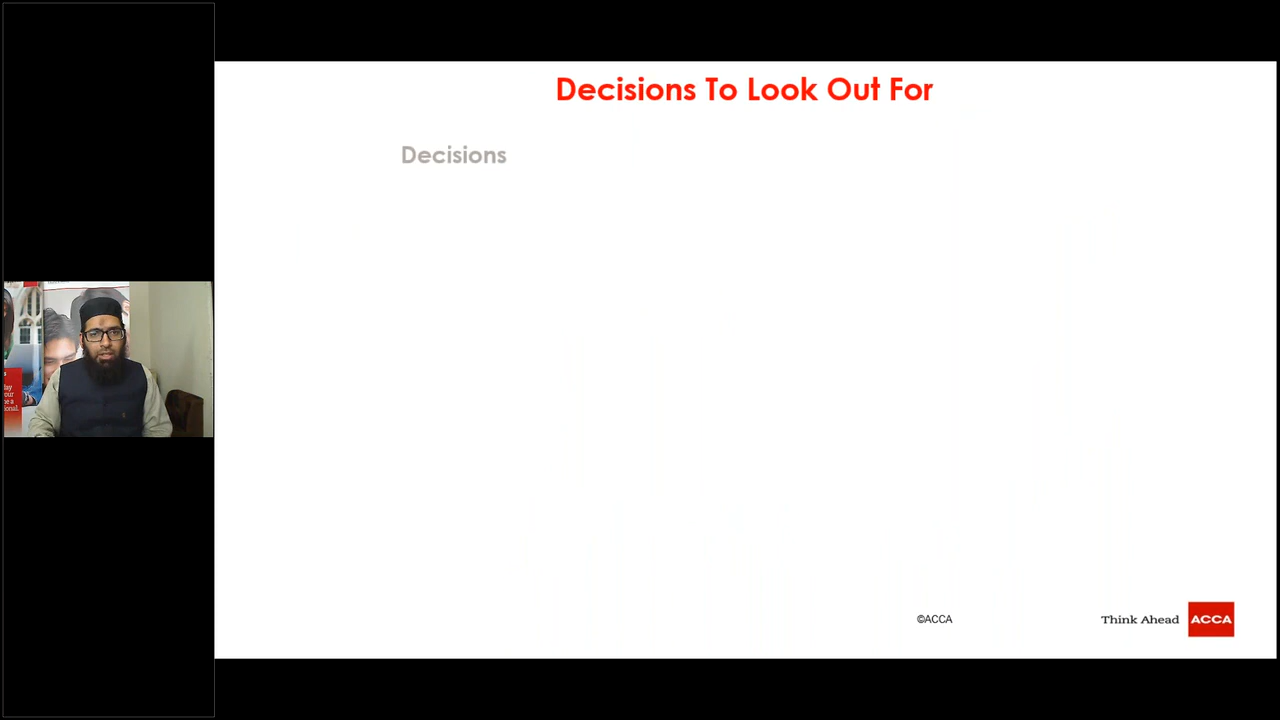 Decisions To Look Out For
Decisions
©ACCA
Think Ahead
ACCA